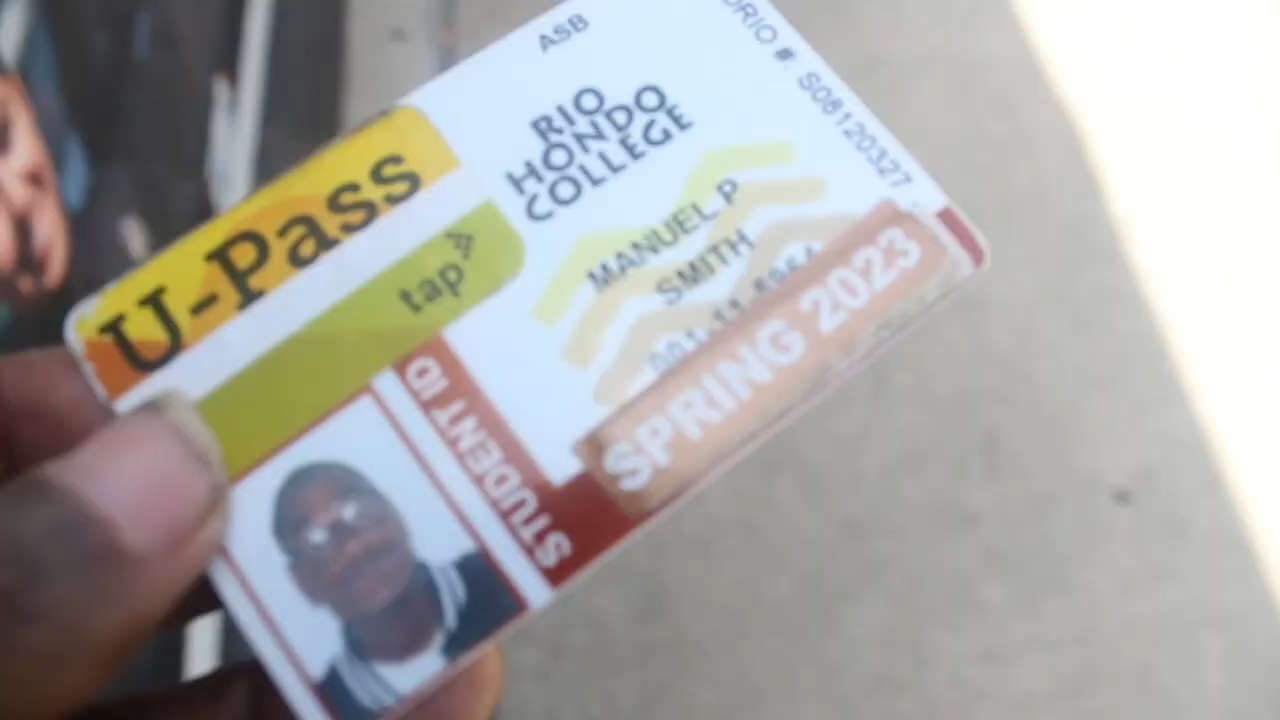 ASB
RIO
HONDO
COLLEGE
S08120327
MANUEL P
SMITH
SPRING 2023
U-Pass
tap
STUDENT ID